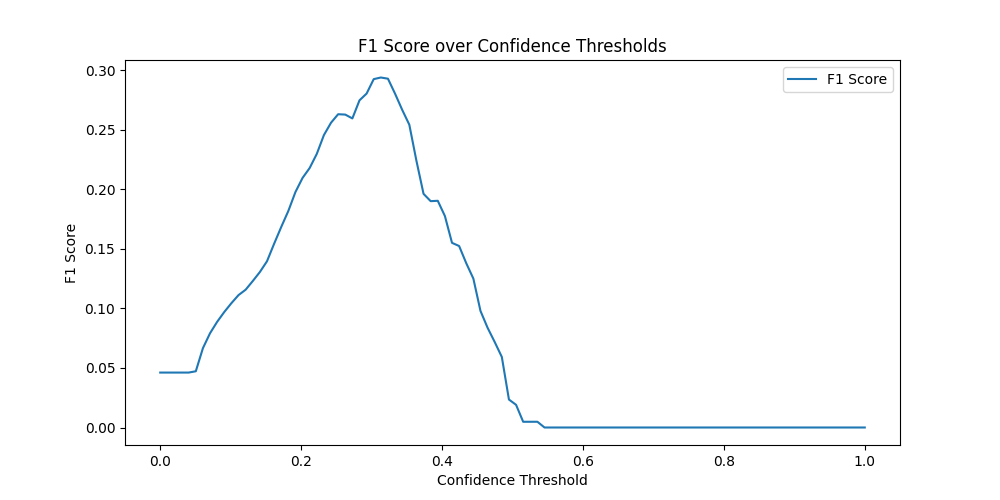 F1 Score over Confidence Thresholds
F1 Score
0.30
0.25
0.20
0.15
0.10
0.05
0.00
F1 Score
0.0 0.2 0.4 0.6 0.8 1.0
Confidence Threshold